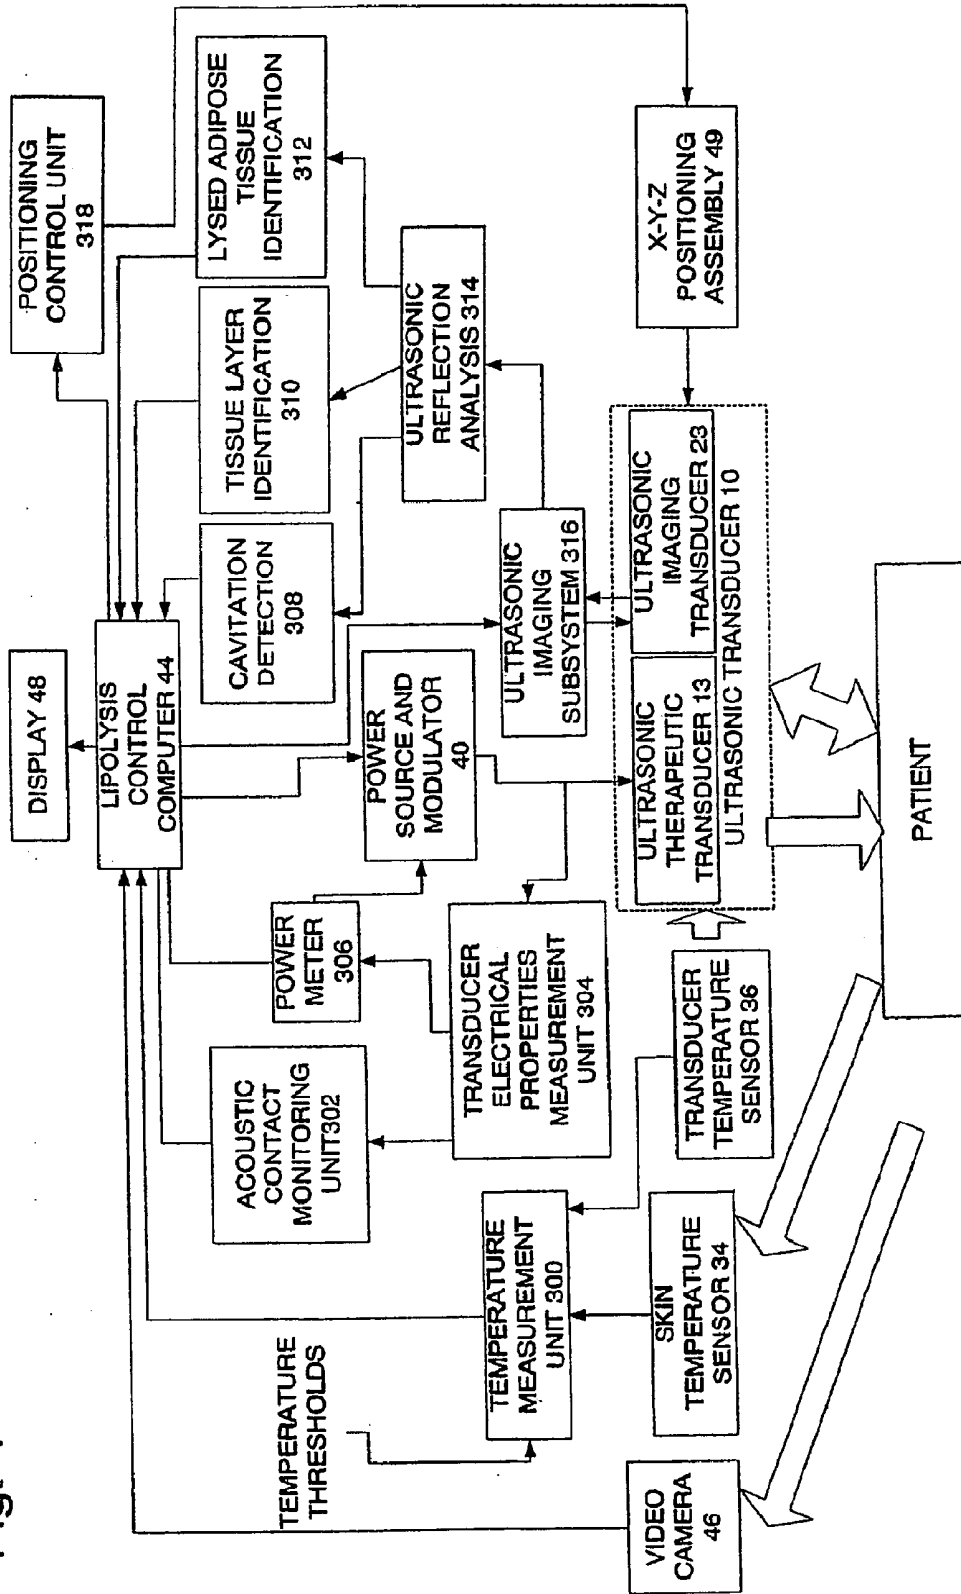 Fig.
DISPLAY 48
LIPOLYSIS
CONTROL
COMPUTER 44
POSITIONING
CONTROL UNIT
318
ACOUSTIC
CONTACT
MONITORING
UNIT302
POWER
METER
306
POWER
SOURCE AND
MODULATOR
40
CAVITATION
DETECTION
308
TISSUE LAYER
IDENTIFICATION
310
LYSED ADIPOSE
TISSUE
IDENTIFICATION
312
TEMPERATURE
THRESHOLDS
TEMPERATURE
MEASUREMENT
UNIT 300
TRANSDUCER
ELECTRICAL
PROPERTIES
MEASUREMENT
UNIT 304
ULTRASONIC
IMAGING
SUBSYSTEM 316
ULTRASONIC
REFLECTION
ANALYSIS 314
VIDEO
CAMERA
46
SKIN
TEMPERATURE
SENSOR 34
TRANSDUCER
TEMPERATURE
SENSOR 36
ULTRASONIC
THERAPEUTIC
TRANSDUCER 13
ULTRASONIC
IMAGING
TRANSDUCER 23
ULTRASONIC TRANSDUCER 10
X-Y-Z
POSITIONING
ASSEMBLY 49
PATIENT